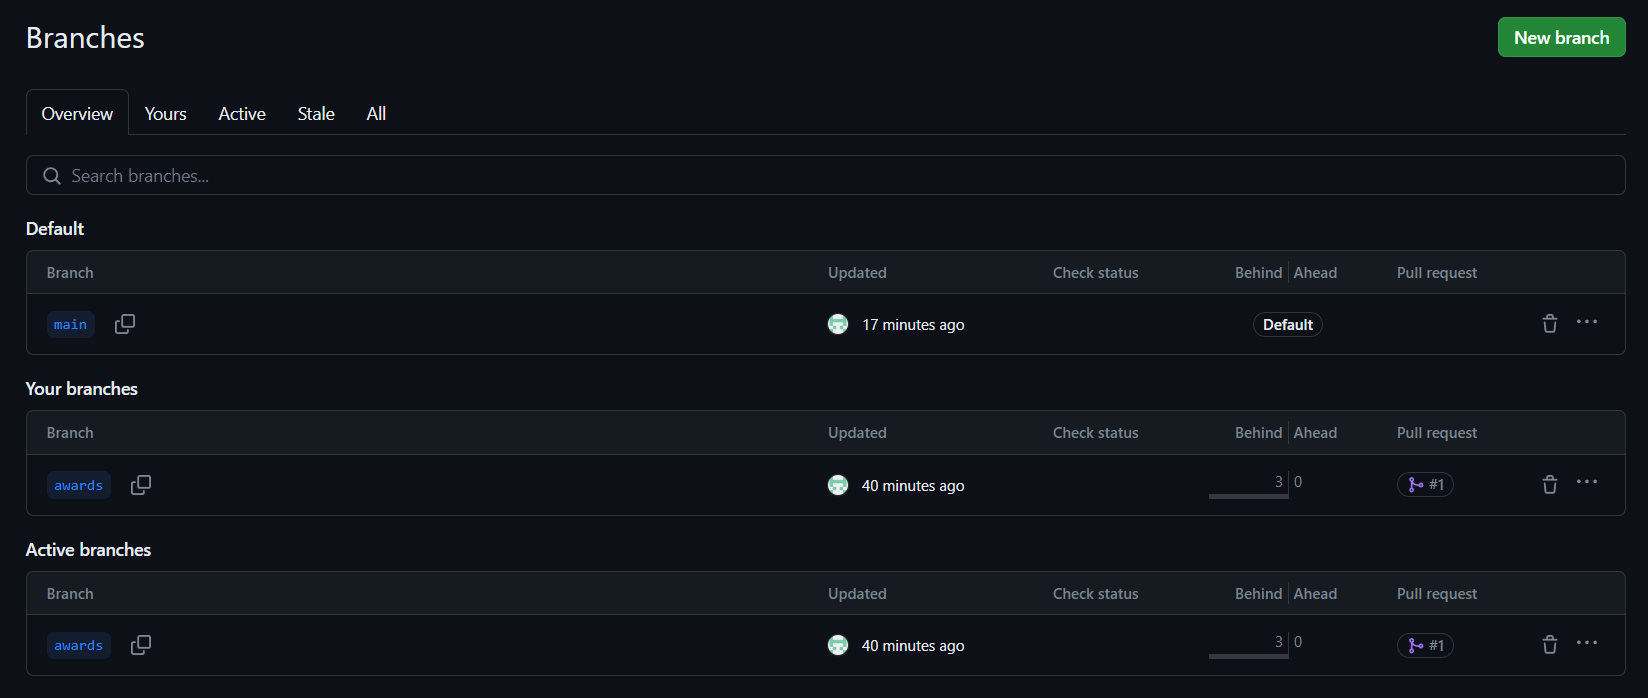 Branches
New branch
Overview Yours Active Stale All
Search branches...
Default
Branch Updated Check status Behind Ahead Pull request
main 17 minutes ago Default
Your branches
Branch Updated Check status Behind Ahead Pull request
awards 40 minutes ago 3 0 #1
Active branches
Branch Updated Check status Behind Ahead Pull request
awards 40 minutes ago 3 0 #1